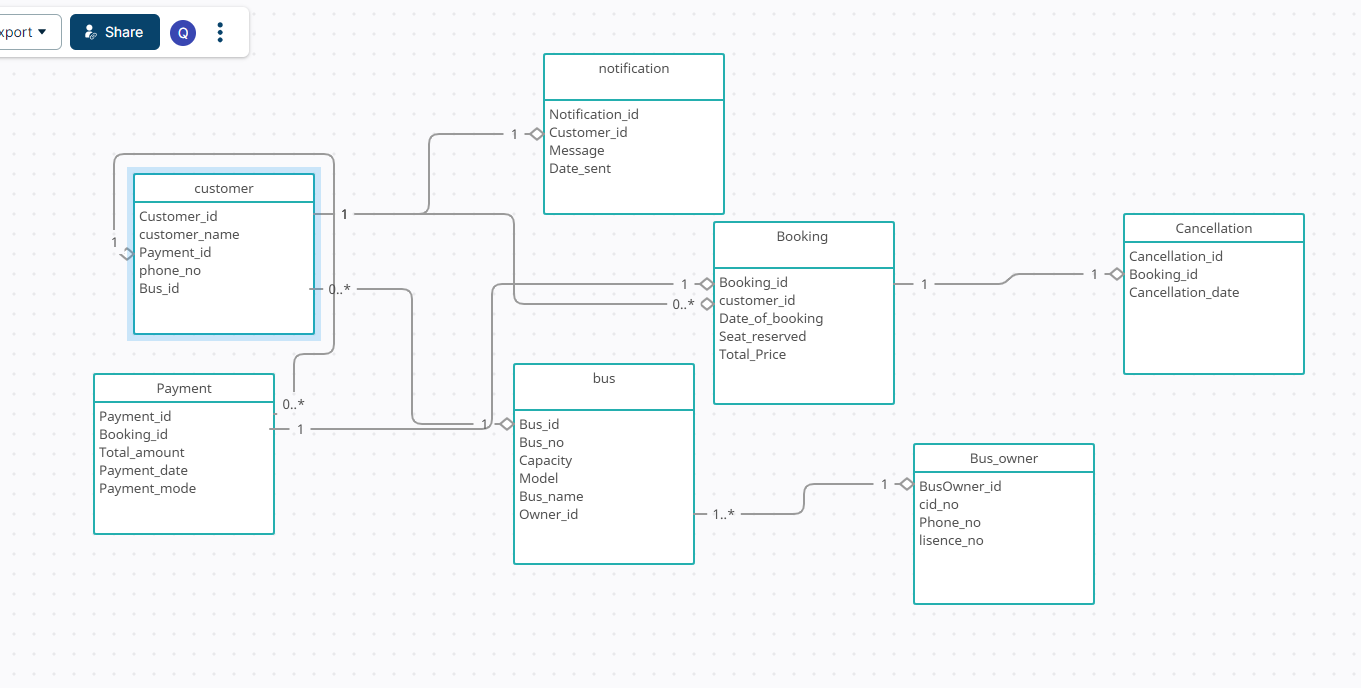 xport
Share
Q
notification
Notification_id
Customer_id
Message
Date_sent
1
customer
Customer_id
customer_name
Payment_id
phone_no
Bus_id
1
1
0..*
Booking
Booking_id
customer_id
Date_of_booking
Seat_reserved
Total_Price
1
0..*
1
Cancellation
Cancellation_id
Booking_id
Cancellation_date
1
Payment
Payment_id
Booking_id
Total_amount
Payment_date
Payment_mode
0..*
1
bus
Bus_id
Bus_no
Capacity
Model
Bus_name
Owner_id
1
1..*
Bus_owner
BusOwner_id
cid_no
Phone_no
lisence_no
1